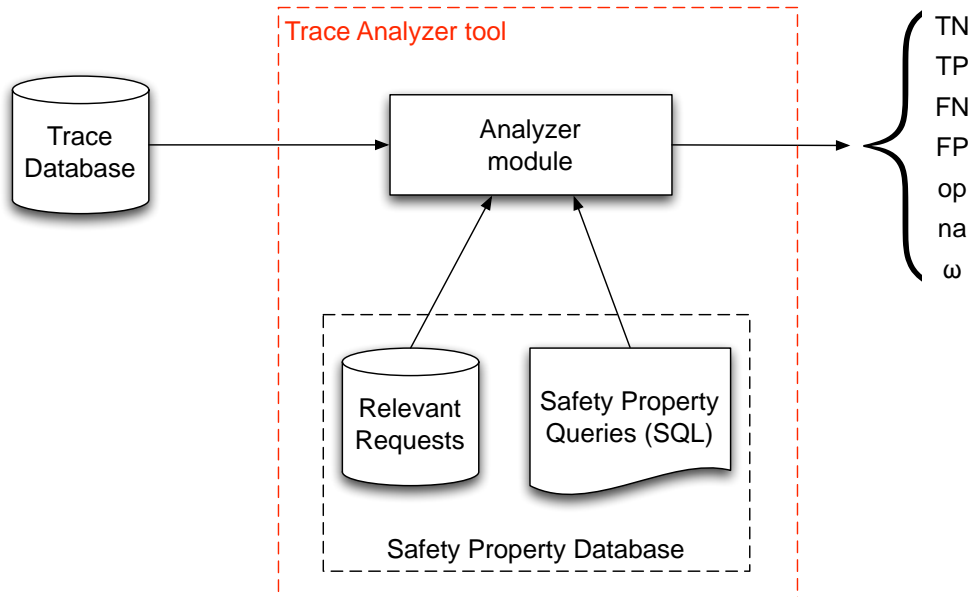 Trace Analyzer tool
Trace
Database
Analyzer
module
TN
TP
FN
FP
op
na
ω
Relevant
Requests
Safety Property
Queries (SQL)
Safety Property Database